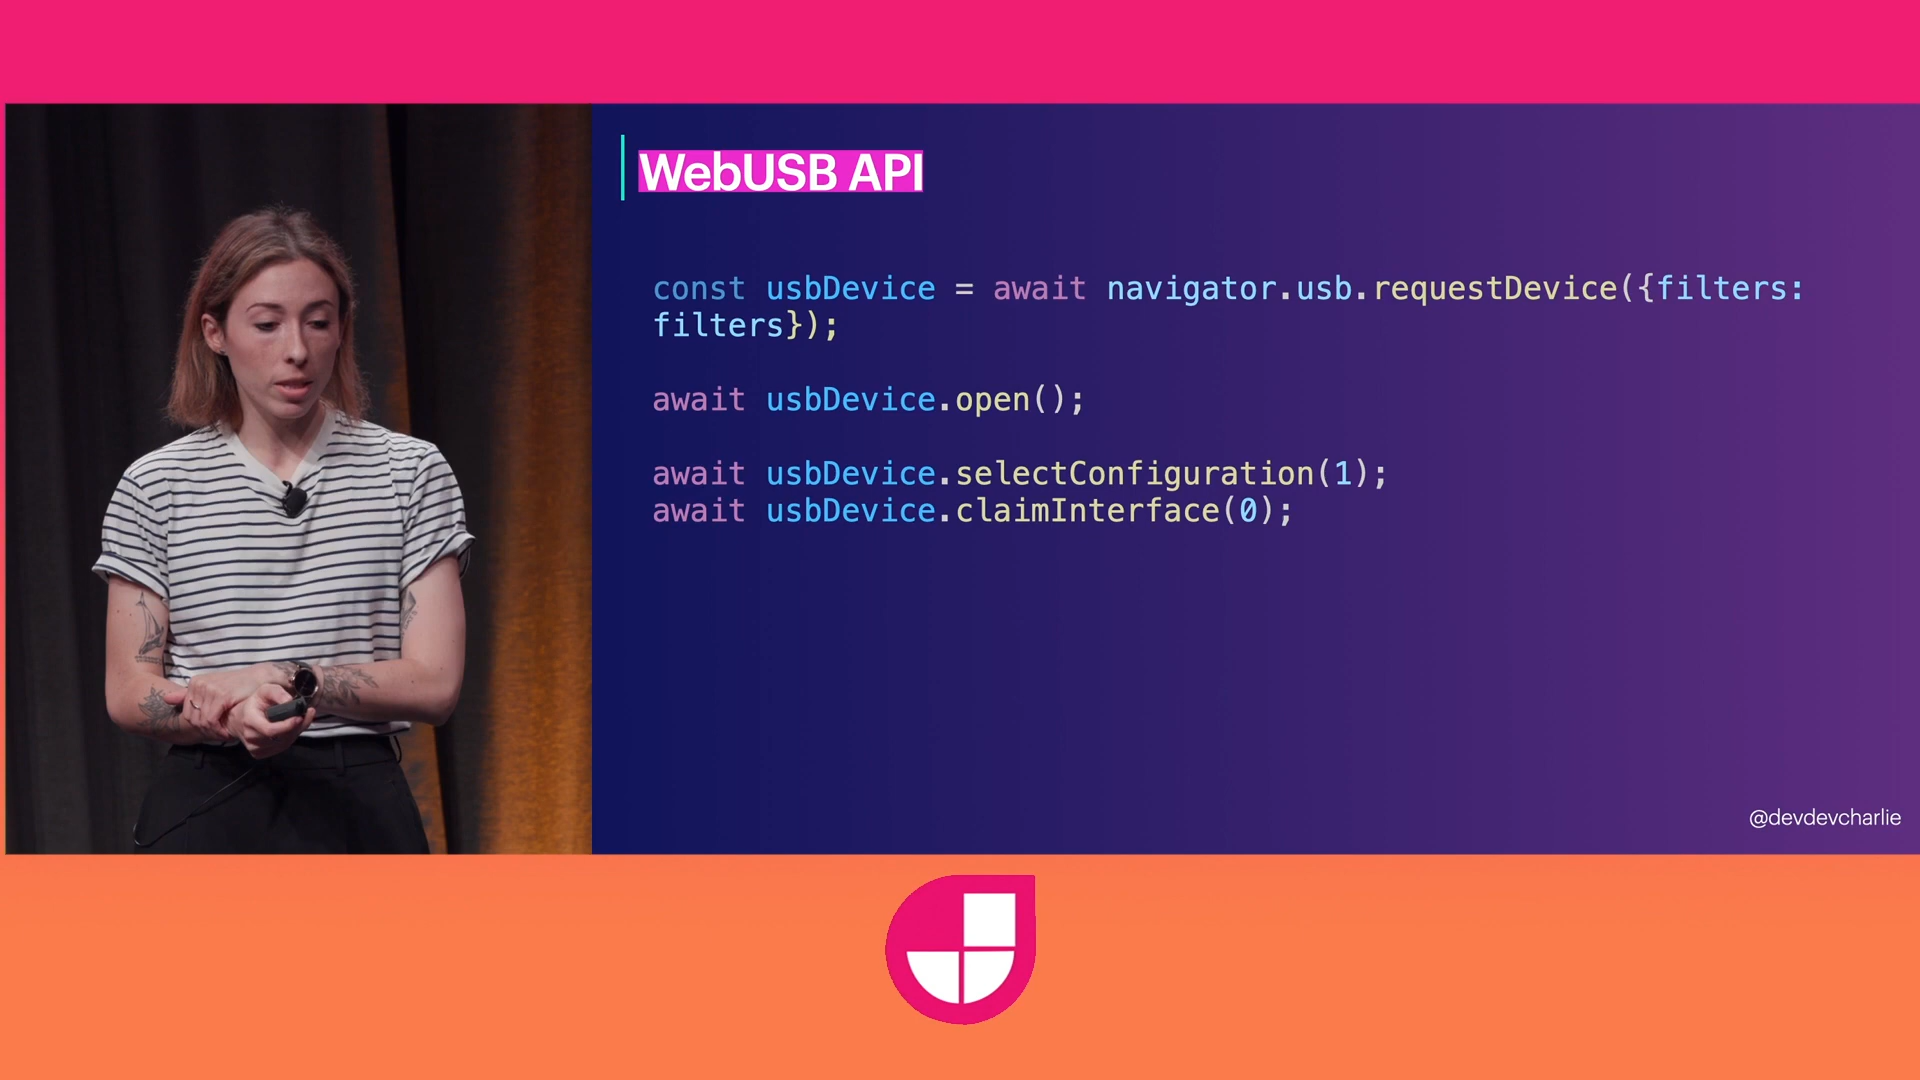 WebUSB API
const usbDevice = await navigator.usb.requestDevice({filters:
filters});
await usbDevice.open();
await usbDevice.selectConfiguration(1);
await usbDevice.claimInterface(0);
@devdevcharlie